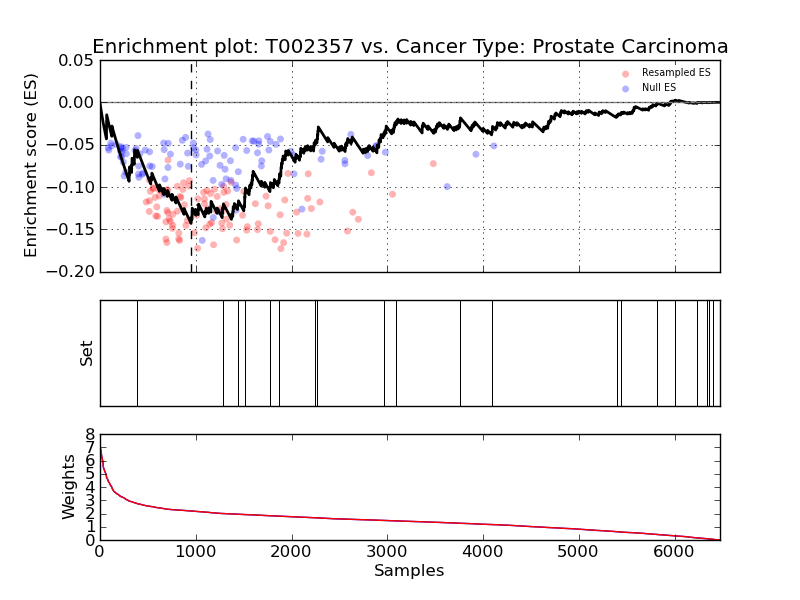 Enrichment plot: T002357 vs. Cancer Type: Prostate Carcinoma
0.05
0.00
−0.05
−0.10
−0.15
−0.20
Enrichment score (ES)
Resampled ES
Null ES
Set
8
7
6
5
4
3
2
1
0
Weights
0 1000 2000 3000 4000 5000 6000
Samples